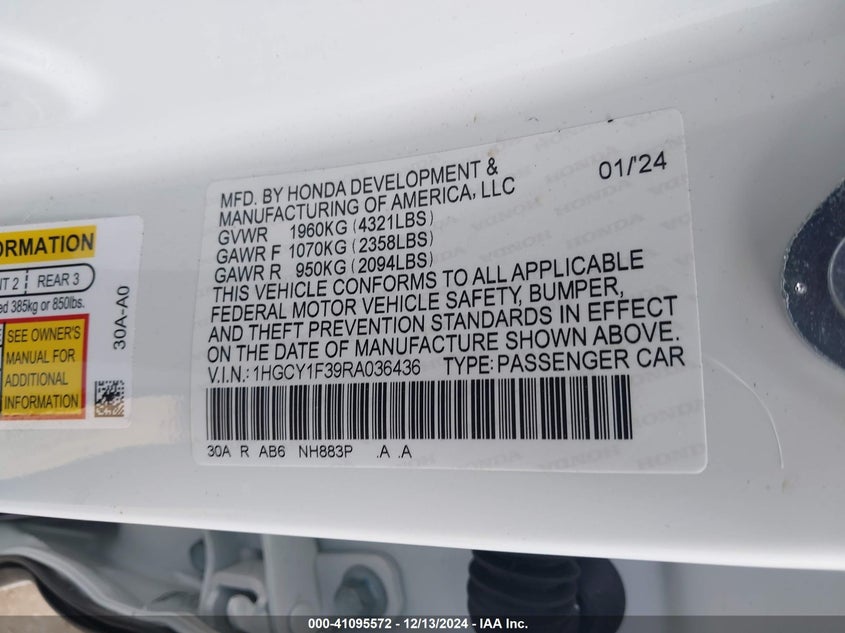 MFD. BY HONDA DEVELOPMENT &
MANUFACTURING OF AMERICA, LLC
01/'24
GVWR 1960KG (4321LBS)
GAWR F 1070KG (2358LBS)
GAWR R 950KG (2094LBS)
THIS VEHICLE CONFORMS TO ALL APPLICABLE
FEDERAL MOTOR VEHICLE SAFETY, BUMPER,
AND THEFT PREVENTION STANDARDS IN EFFECT
ON THE DATE OF MANUFACTURE SHOWN ABOVE.
V.I.N.: 1HGCY1F39RA036436 TYPE: PASSENGER CAR
30A R AB6 NH883P .A .A
REAR 3
385kg or 850lbs.
SEE OWNER'S
MANUAL FOR
ADDITIONAL
INFORMATION
30A-A0
000-41095572 - 12/13/2024 - IAA Inc.